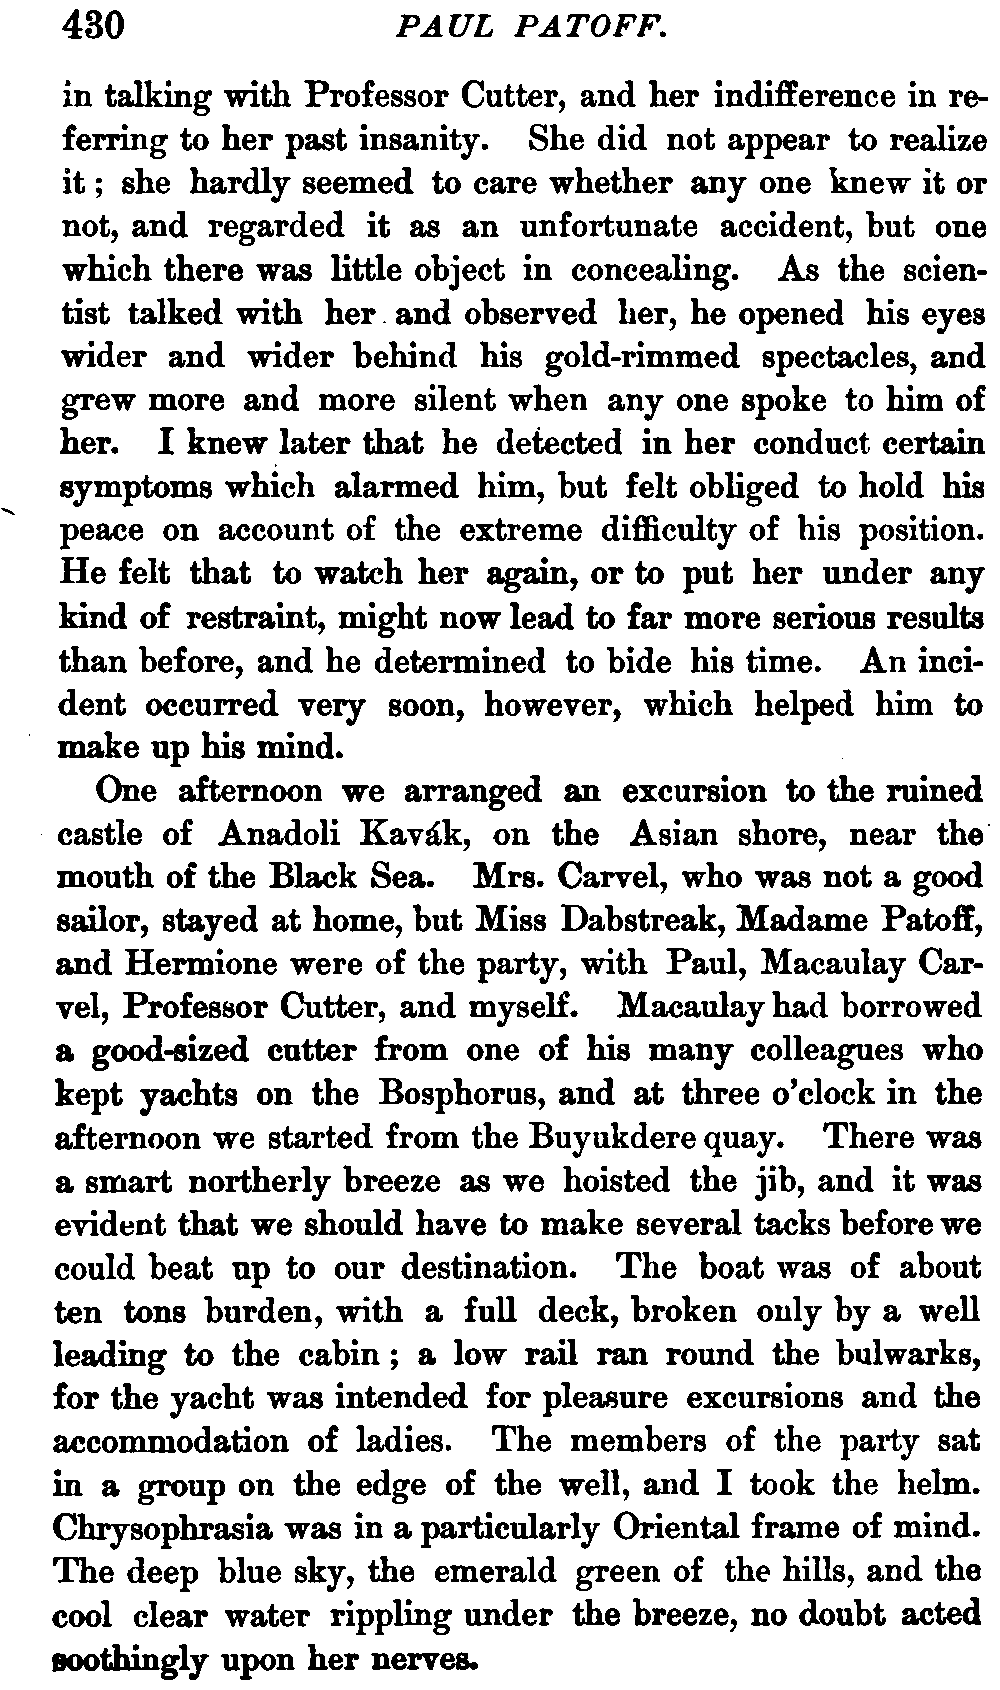 430 PAUL PATOFF.
in talking with Professor Cutter, and her indifference in re-
ferring to her past insanity. She did not appear to realize
it ; she hardly seemed to care whether any one knew it or
not, and regarded it as an unfortunate accident, but one
which there was little object in concealing. As the scien-
tist talked with her and observed her, he opened his eyes
wider and wider behind his gold-rimmed spectacles, and
grew more and more silent when any one spoke to him of
her. I knew later that he detected in her conduct certain
symptoms which alarmed him, but felt obliged to hold his
peace on account of the extreme difficulty of his position.
He felt that to watch her again, or to put her under any
kind of restraint, might now lead to far more serious results
than before, and he determined to bide his time. An inci-
dent occurred very soon, however, which helped him to
make up his mind.
One afternoon we arranged an excursion to the ruined
castle of Anadoli Kavák, on the Asian shore, near the
mouth of the Black Sea. Mrs. Carvel, who was not a good
sailor, stayed at home, but Miss Dabstreak, Madame Patoff,
and Hermione were of the party, with Paul, Macaulay Car-
vel, Professor Cutter, and myself. Macaulay had borrowed
a good-sized cutter from one of his many colleagues who
kept yachts on the Bosphorus, and at three o'clock in the
afternoon we started from the Buyukdere quay. There was
a smart northerly breeze as we hoisted the jib, and it was
evident that we should have to make several tacks before we
could beat up to our destination. The boat was of about
ten tons burden, with a full deck, broken only by a well
leading to the cabin ; a low rail ran round the bulwarks,
for the yacht was intended for pleasure excursions and the
accommodation of ladies. The members of the party sat
in a group on the edge of the well, and I took the helm.
Chrysophrasia was in a particularly Oriental frame of mind.
The deep blue sky, the emerald green of the hills, and the
cool clear water rippling under the breeze, no doubt acted
soothingly upon her nerves.